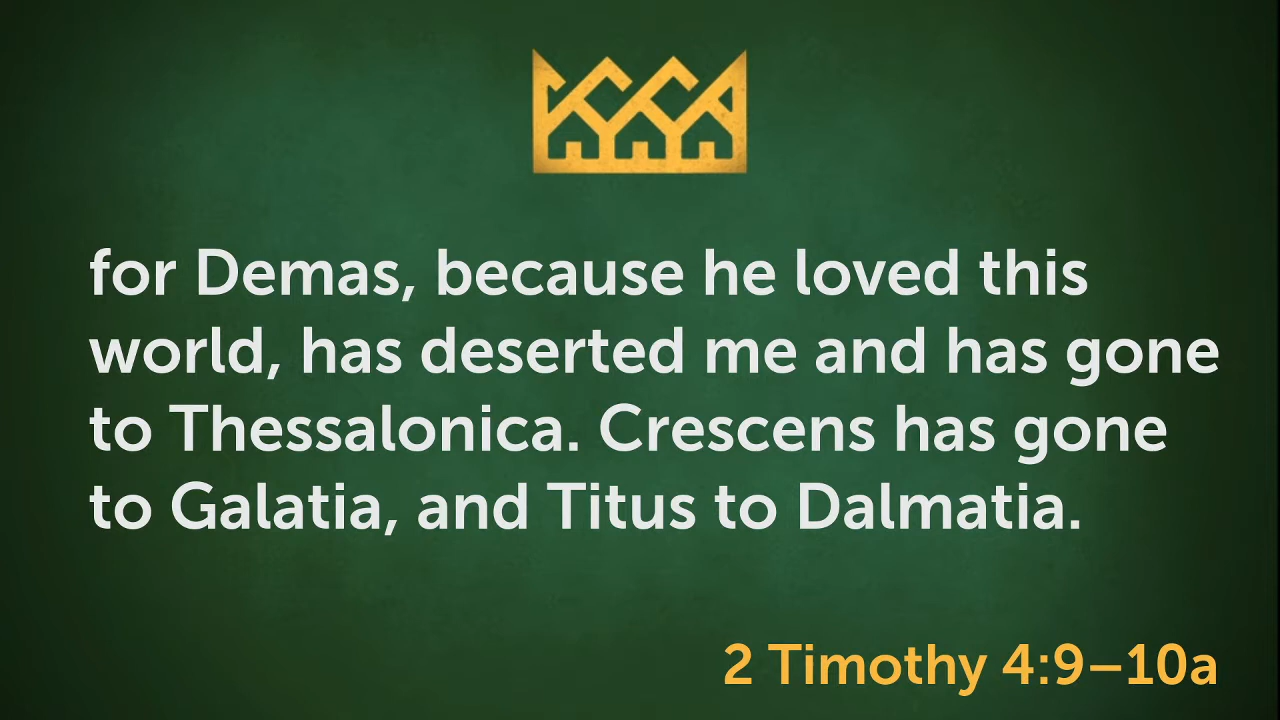 for Demas, because he loved this
world, has deserted me and has gone
to Thessalonica. Crescens has gone
to Galatia, and Titus to Dalmatia.
2 Timothy 4:9–10a